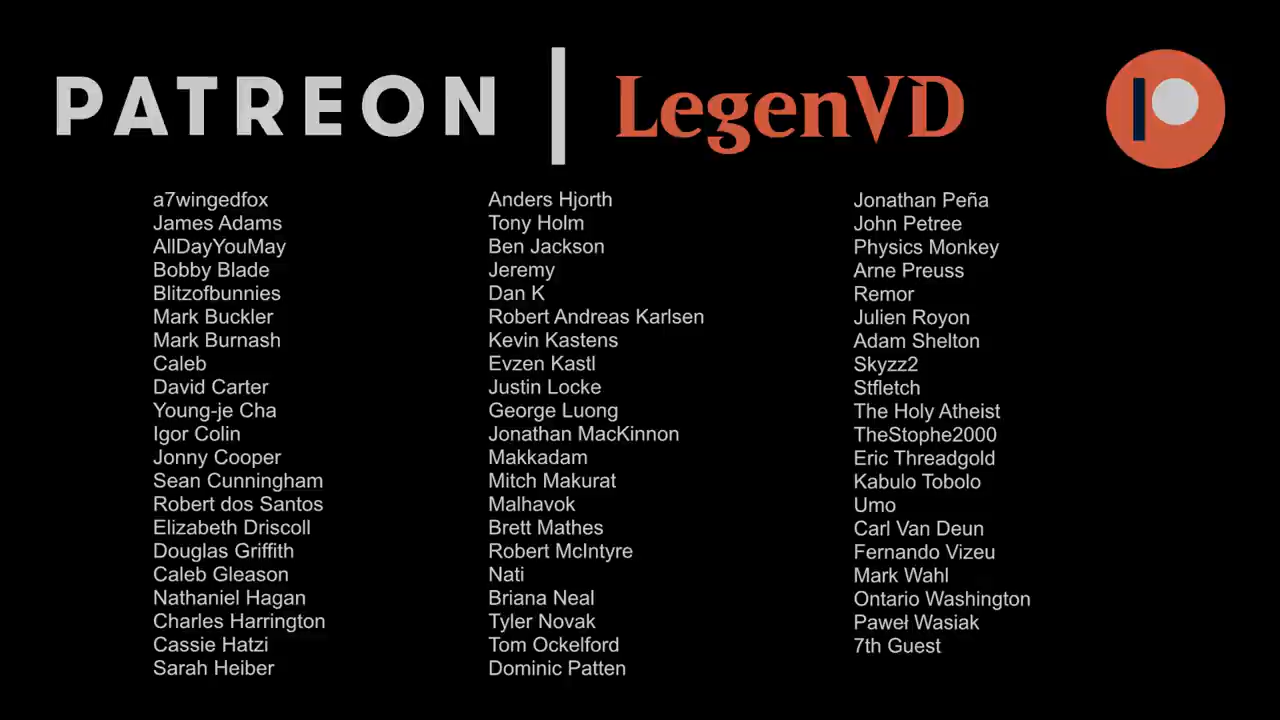 PATREON | LegenVD
a7wingedfox
James Adams
AllDayYouMay
Bobby Blade
Blitzofbunnies
Mark Buckler
Mark Burnash
Caleb
David Carter
Young-je Cha
Igor Colin
Jonny Cooper
Sean Cunningham
Robert dos Santos
Elizabeth Driscoll
Douglas Griffith
Caleb Gleason
Nathaniel Hagan
Charles Harrington
Cassie Hatzi
Sarah Heiber
Anders Hjorth
Tony Holm
Ben Jackson
Jeremy
Dan K
Robert Andreas Karlsen
Kevin Kastens
Evzen Kastl
Justin Locke
George Luong
Jonathan MacKinnon
Makkadam
Mitch Makurat
Malhavok
Brett Mathes
Robert McIntyre
Nati
Briana Neal
Tyler Novak
Tom Ockelford
Dominic Patten
Jonathan Peña
John Petree
Physics Monkey
Arne Preuss
Remor
Julien Royon
Adam Shelton
Skyzz2
Stfletch
The Holy Atheist
TheStophe2000
Eric Threadgold
Kabulo Tobolo
Umo
Carl Van Deun
Fernando Vizeu
Mark Wahl
Ontario Washington
Paweł Wasiak
7th Guest